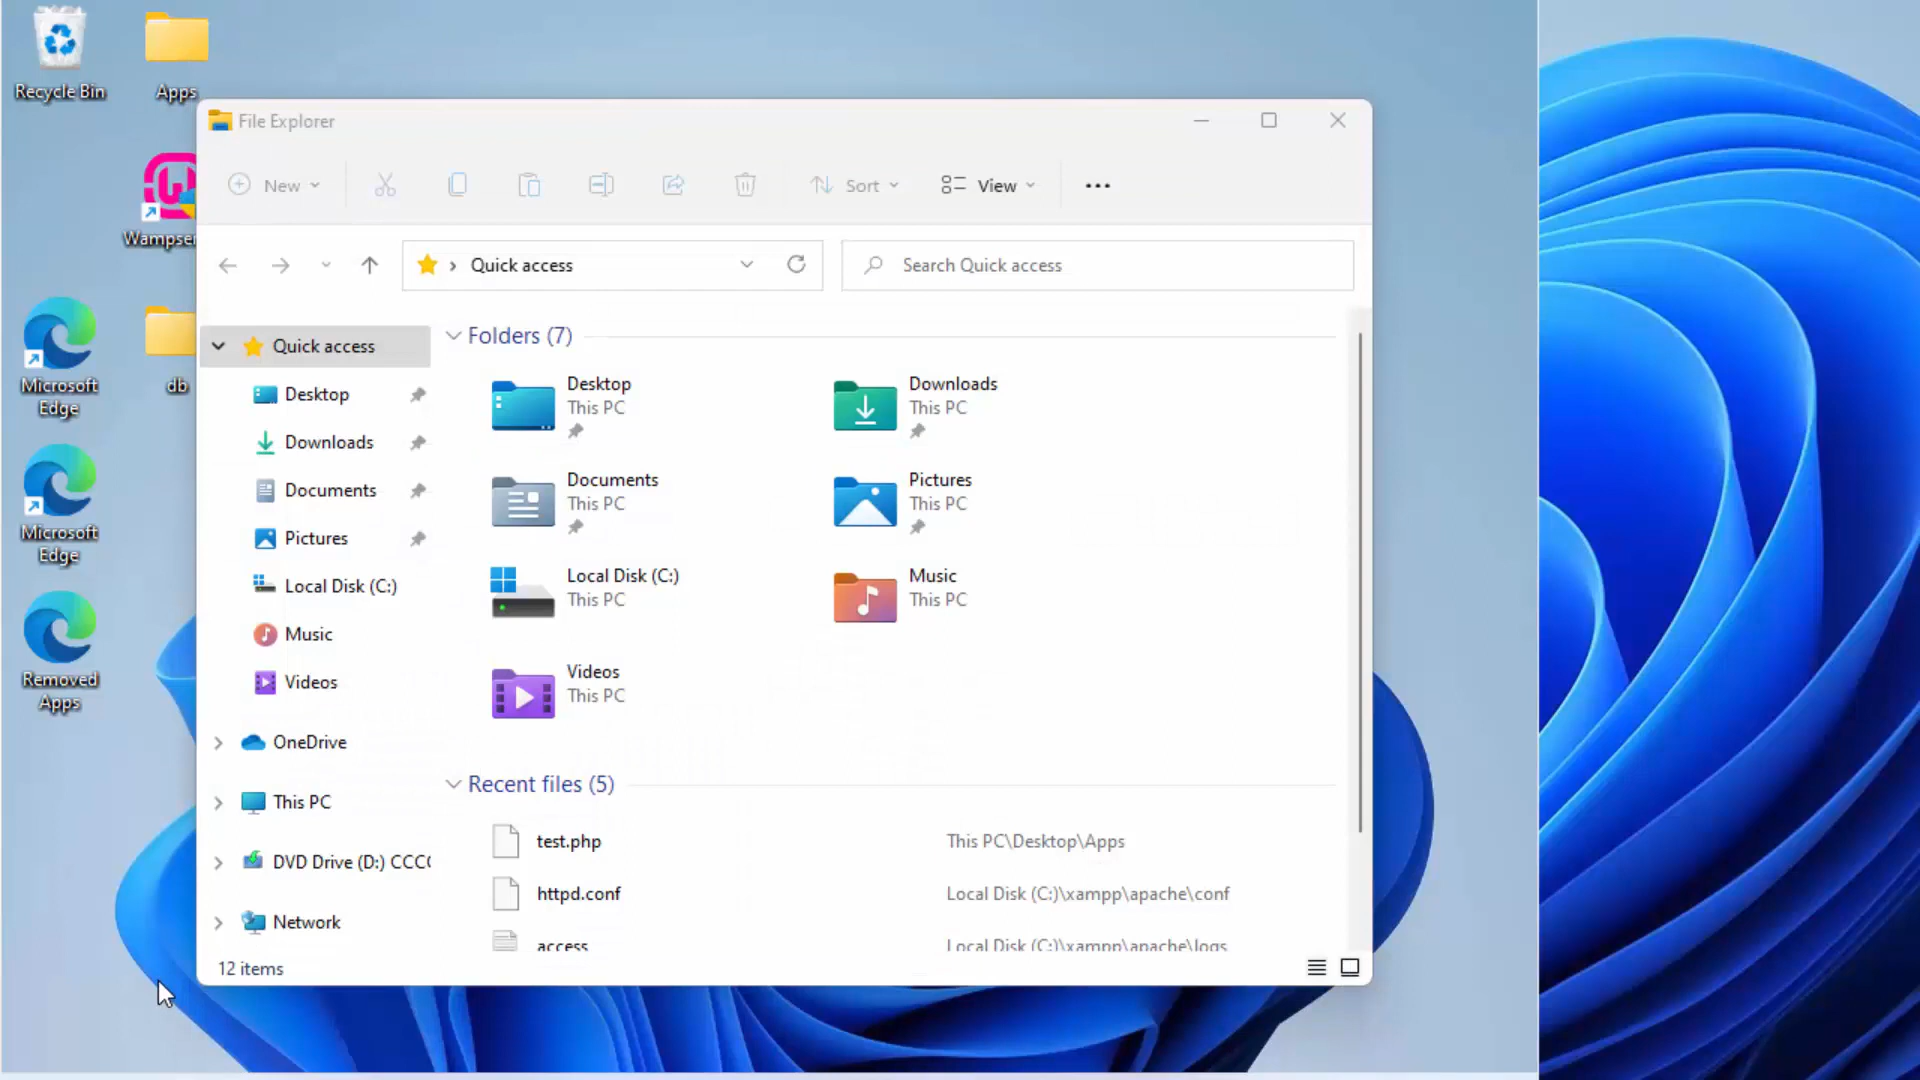 Recycle Bin
Apps
Microsoft
Edge
db
Microsoft
Edge
Removed
Apps
File Explorer
New
Sort
View
Quick access
Search Quick access
Quick access
Desktop
Downloads
Documents
Pictures
Local Disk (C:)
Music
Videos
OneDrive
This PC
DVD Drive (D:) CCC
Network
Folders (7)
Desktop
This PC
Downloads
This PC
Documents
This PC
Pictures
This PC
Local Disk (C:)
This PC
Music
This PC
Videos
This PC
Recent files (5)
test.php
This PC\Desktop\Apps
httpd.conf
Local Disk (C:)\xampp\apache\conf
access
Local Disk (C:)\xampp\apache\logs
12 items